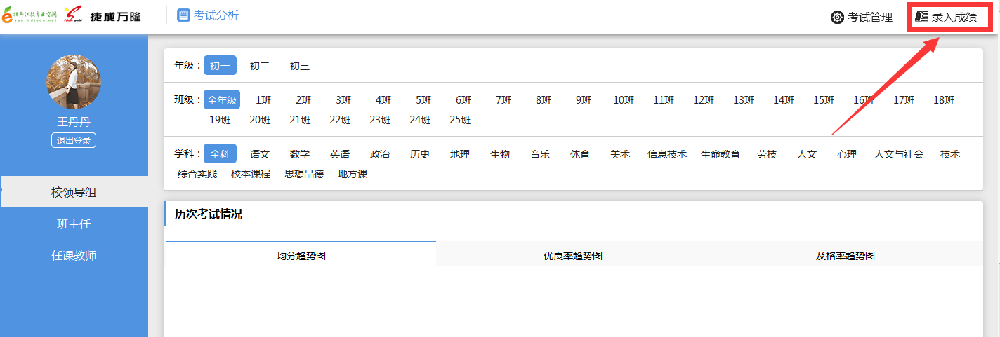 牡丹江教育云空间
yun.mdjedu.net
Future world
捷成万隆
考试分析
考试管理
录入成绩
王丹丹
退出登录
校领导组
班主任
任课教师
年级： 初一 初二 初三
班级： 全年级 1班 2班 3班 4班 5班 6班 7班 8班 9班 10班 11班 12班 13班 14班 15班 16班 17班 18班
19班 20班 21班 22班 23班 24班 25班
学科： 全科 语文 数学 英语 政治 历史 地理 生物 音乐 体育 美术 信息技术 生命教育 劳技 人文 心理 人文与社会 技术
综合实践 校本课程 思想品德 地方课
历次考试情况
均分趋势图 优良率趋势图 及格率趋势图